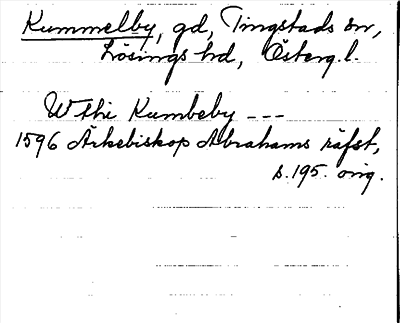 Kummelby, gd, Tingstads sn,
Lösings hd, Österg.l.
Wthi Kumbeby ---
1596 Ärkebiskop Abrahams räfst,
s.195. orig.